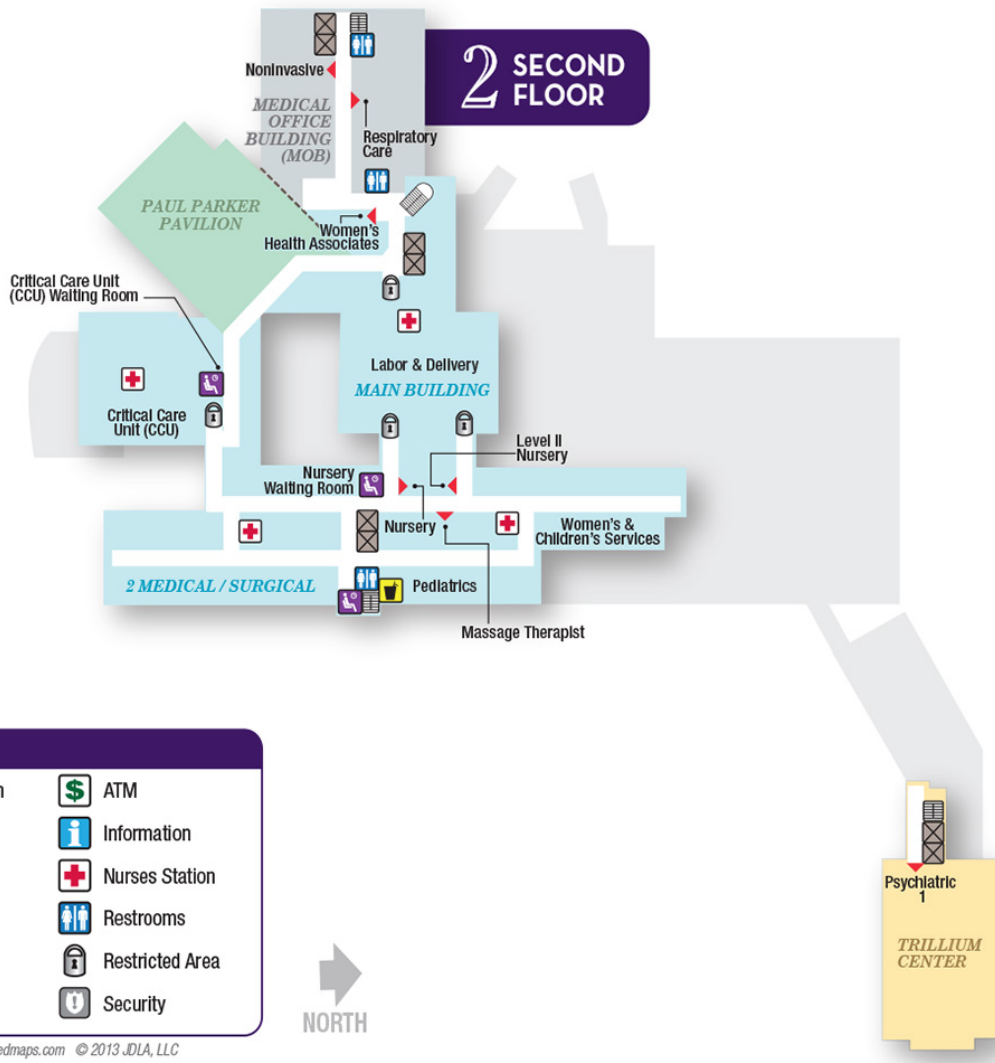 2 SECOND
FLOOR
Noninvasive
MEDICAL
OFFICE
BUILDING
(MOB)
Respiratory
Care
PAUL PARKER
PAVILION
Women's
Health Associates
Critical Care Unit
(CCU) Waiting Room
Labor & Delivery
MAIN BUILDING
Critical Care
Unit (CCU)
Level II
Nursery
Nursery
Waiting Room
Nursery
Women's &
Children's Services
2 MEDICAL / SURGICAL
Pediatrics
Massage Therapist
$ ATM
i Information
Nurses Station
Restrooms
Restricted Area
Security
NORTH
Psychiatric
1
TRILLIUM
CENTER
edmaps.com © 2013 JDLA, LLC